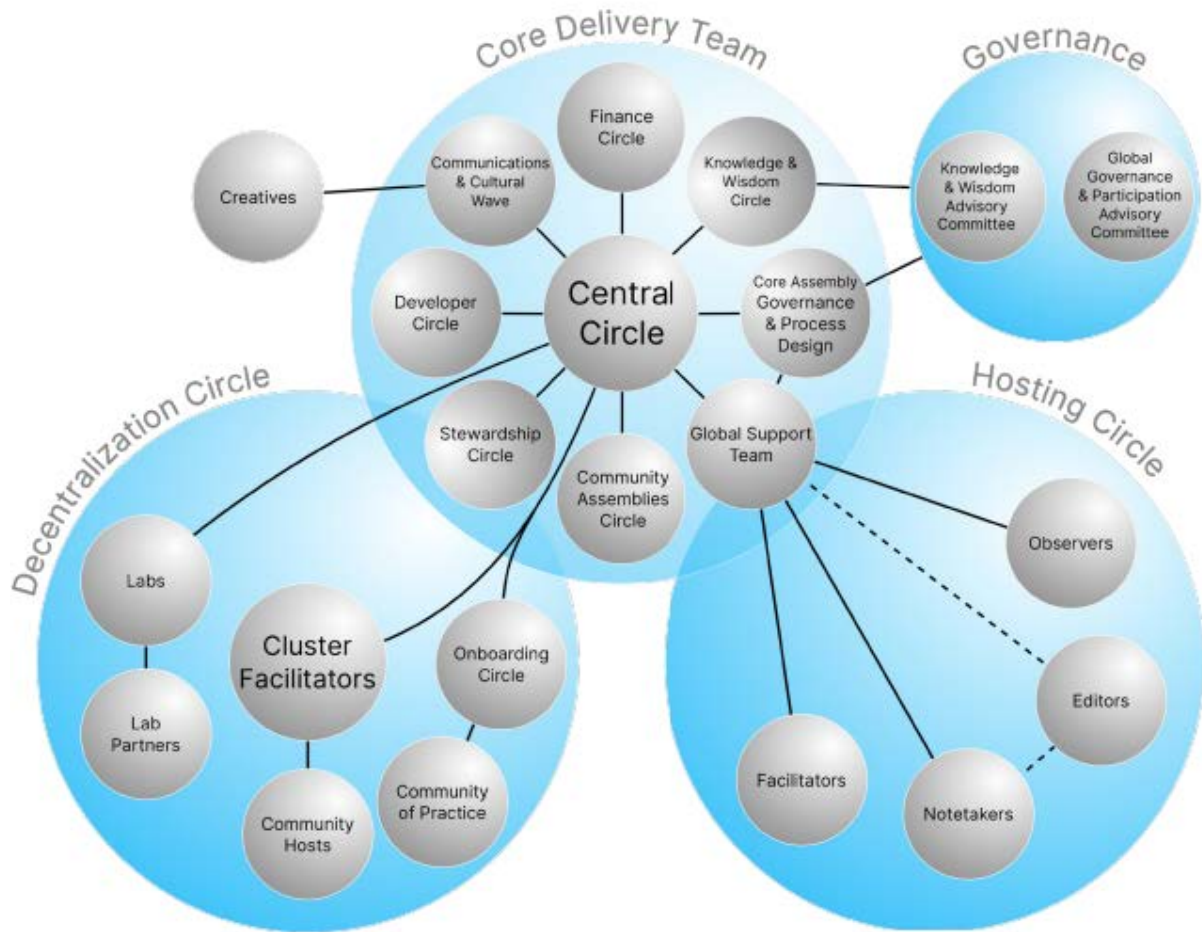 Core Delivery Team
Governance
Finance
Circle
Communications
& Cultural
Wave
Knowledge &
Wisdom
Circle
Creatives
Knowledge
& Wisdom
Advisory
Committee
Global
Governance
& Participation
Advisory
Committee
Developer
Circle
Central
Circle
Core Assembly
Governance
& Process
Design
Decentralization Circle
Hosting Circle
Stewardship
Circle
Global Support
Team
Community
Assemblies
Circle
Labs
Observers
Cluster
Facilitators
Onboarding
Circle
Lab
Partners
Editors
Community
Hosts
Community
of Practice
Facilitators
Notetakers